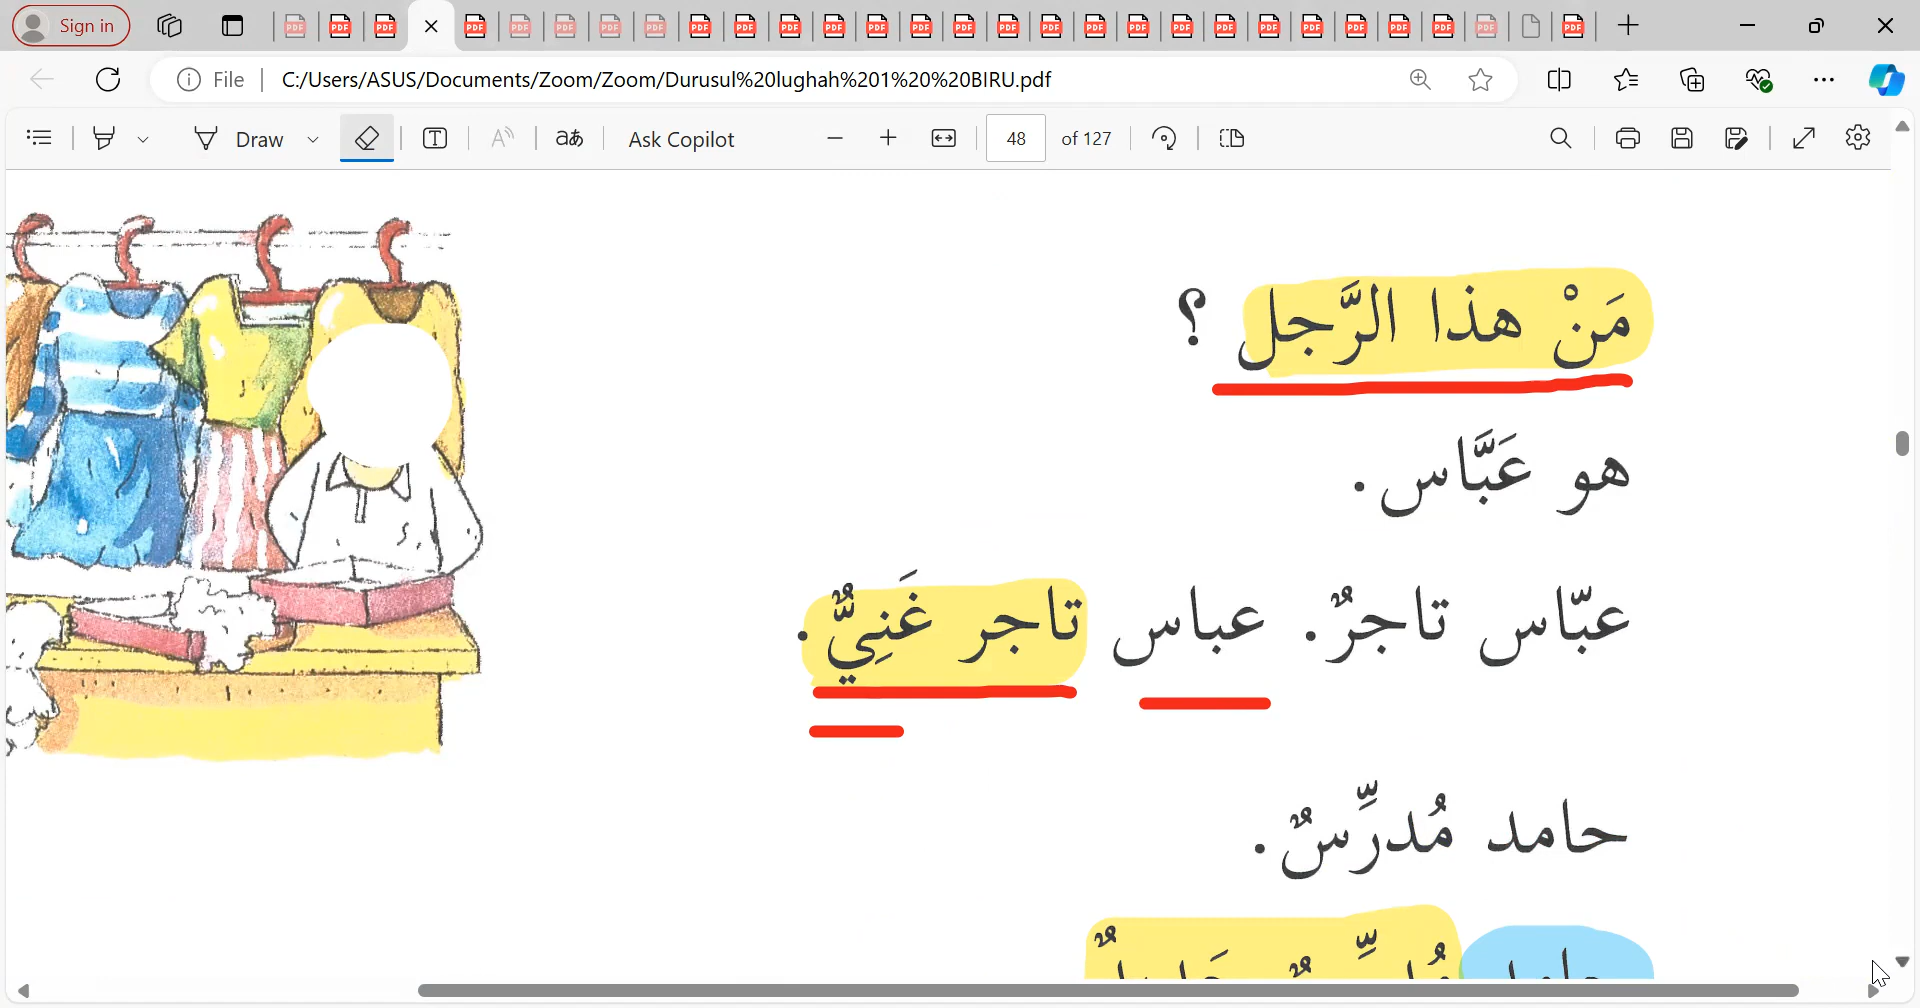 Sign in
File
C:/Users/ASUS/Documents/Zoom/Zoom/Durusul%20lughah%201%20%20BIRU.pdf
Draw
Ask Copilot
48 of 127
مَنْ هذا الرَّجل ؟
هو عَبَّاس.
عبّاس تاجرٌ. عباس تاجر غَنِيٌّ.
حامد مُدرِّسٌ.